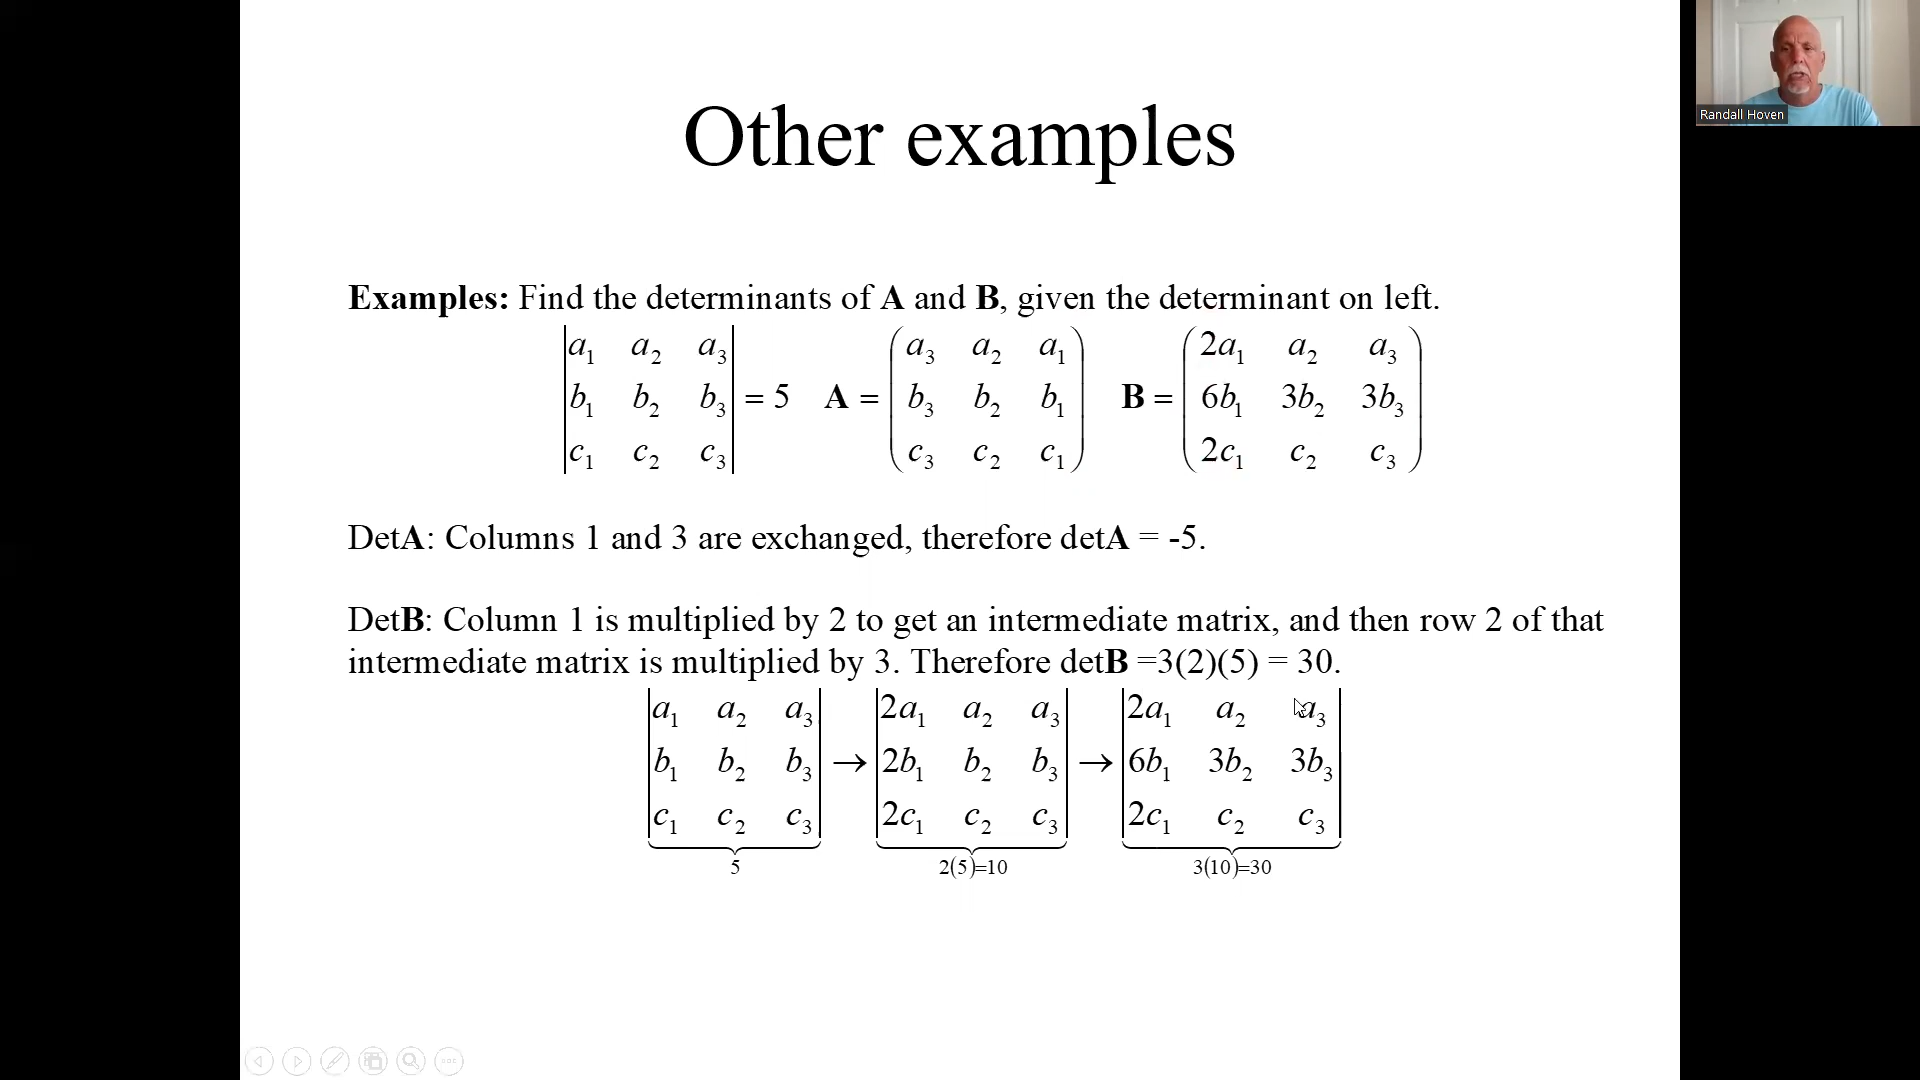 Other examples
Randall Hoven
Examples: Find the determinants of A and B, given the determinant on left.
a₁ a₂ a₃ a₃ a₂ a₁ 2a₁ a₂ a₃
b₁ b₂ b₃ = 5 A = b₃ b₂ b₁ B = 6b₁ 3b₂ 3b₃
c₁ c₂ c₃ c₃ c₂ c₁ 2c₁ c₂ c₃
DetA: Columns 1 and 3 are exchanged, therefore detA = -5.
DetB: Column 1 is multiplied by 2 to get an intermediate matrix, and then row 2 of that
intermediate matrix is multiplied by 3. Therefore detB =3(2)(5) = 30.
a₁ a₂ a₃ 2a₁ a₂ a₃ 2a₁ a₂ a₃
b₁ b₂ b₃ → 2b₁ b₂ b₃ → 6b₁ 3b₂ 3b₃
c₁ c₂ c₃ 2c₁ c₂ c₃ 2c₁ c₂ c₃
5 2(5)=10 3(10)=30